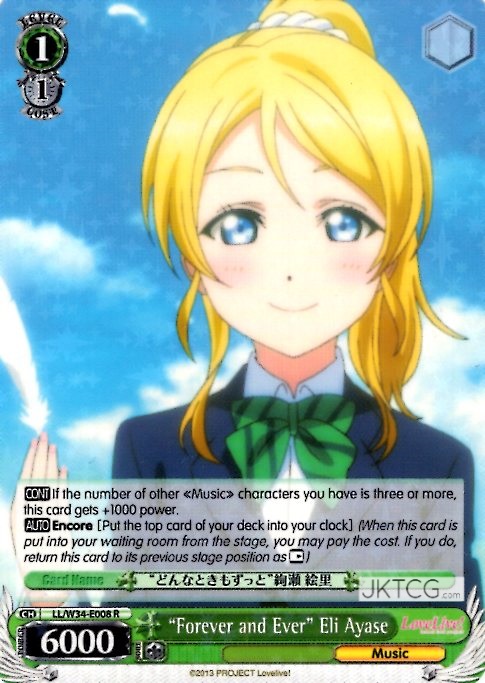 LEVEL
1
1
COST
CONT If the number of other «Music» characters you have is three or more,
this card gets +1000 power.
AUTO Encore [Put the top card of your deck into your clock] (When this card is
put into your waiting room from the stage, you may pay the cost. If you do,
return this card to its previous stage position as .)
Card Name
“どんなときもずっと”絢瀬 絵里
JKTCG.com
CH LL/W34-E008 R
POWER
6000
“Forever and Ever” Eli Ayase
LoveLive!
Music
©2013 PROJECT Lovelive!